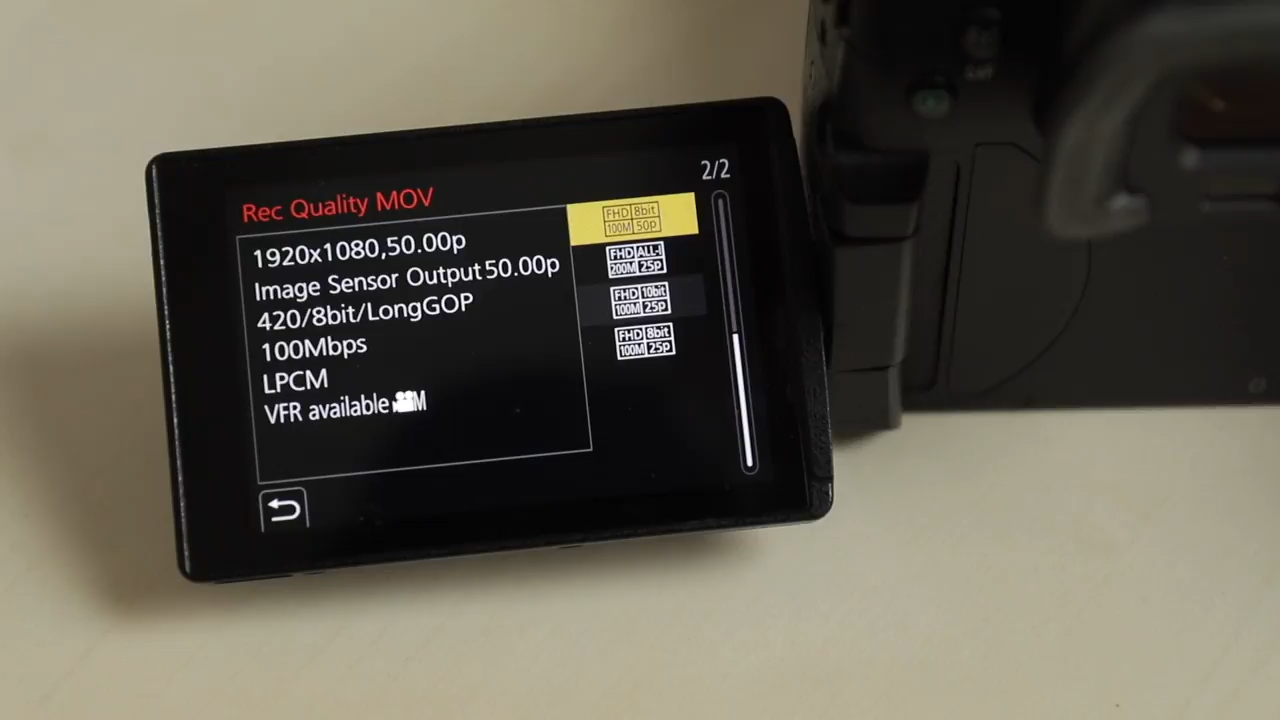 2/2
Rec Quality MOV
1920x1080,50.00p
Image Sensor Output 50.00p
420/8bit/LongGOP
100Mbps
LPCM
VFR available M
FHD 8bit
100M 50p
FHD ALL-I
200M 25p
FHD 10bit
100M 25p
FHD 8bit
100M 25p